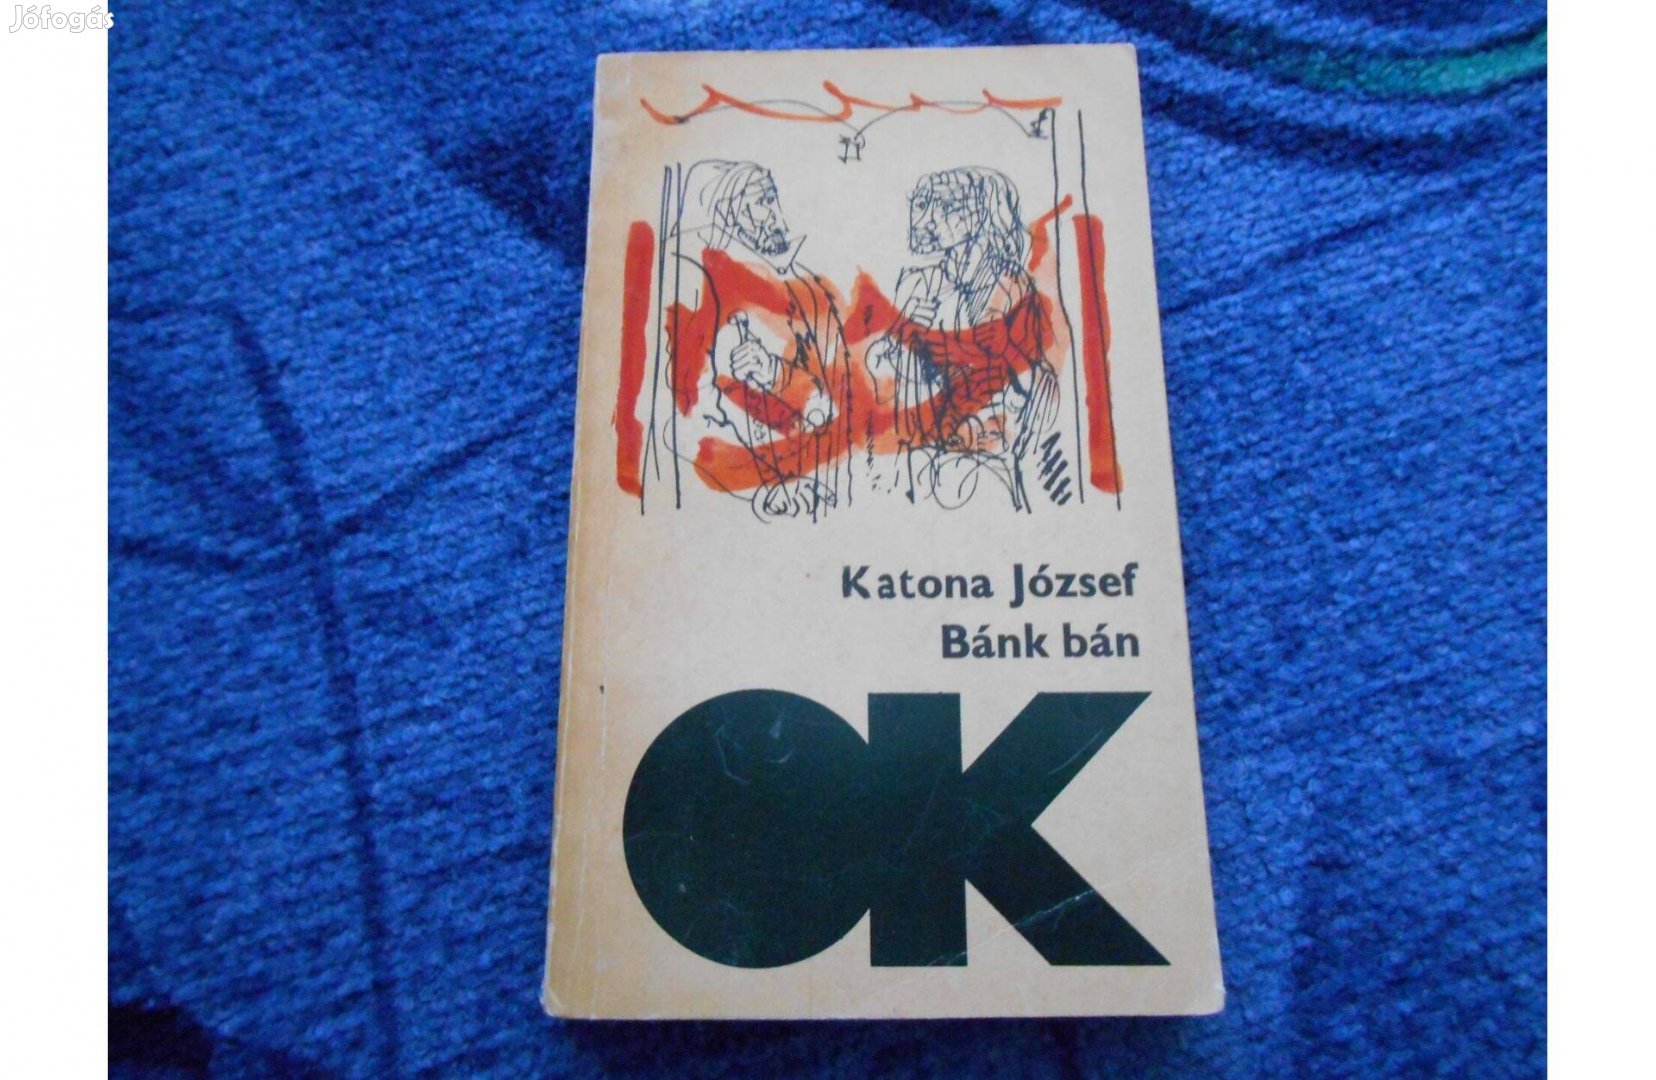 Jófogás
Katona József
Bánk bán
OK